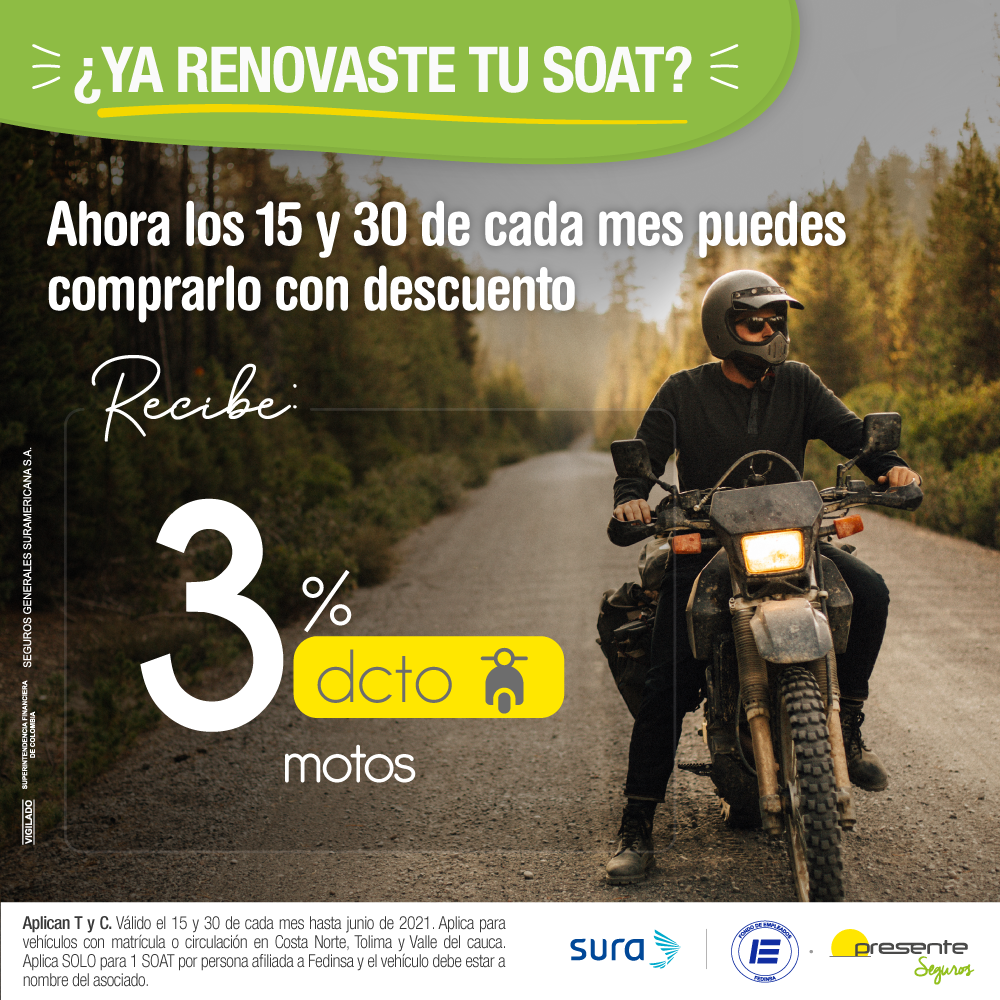 ¿YA RENOVASTE TU SOAT?
Ahora los 15 y 30 de cada mes puedes
comprarlo con descuento
Recibe:
3%
dcto
motos
VIGILADO SUPERINTENDENCIA FINANCIERA
DE COLOMBIA
SEGUROS GENERALES SURAMERICANA S.A.
Aplican T y C. Válido el 15 y 30 de cada mes hasta junio de 2021. Aplica para
vehículos con matrícula o circulación en Costa Norte, Tolima y Valle del cauca.
Aplica SOLO para 1 SOAT por persona afiliada a Fedinsa y el vehículo debe estar a
nombre del asociado.
sura
FONDO DE EMPLEADOS
FEDINSA
presente
Seguros